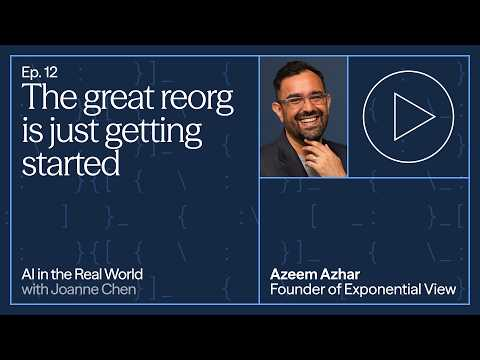 Ep. 12
The great reorg
is just getting
started
AI in the Real World
with Joanne Chen
Azeem Azhar
Founder of Exponential View